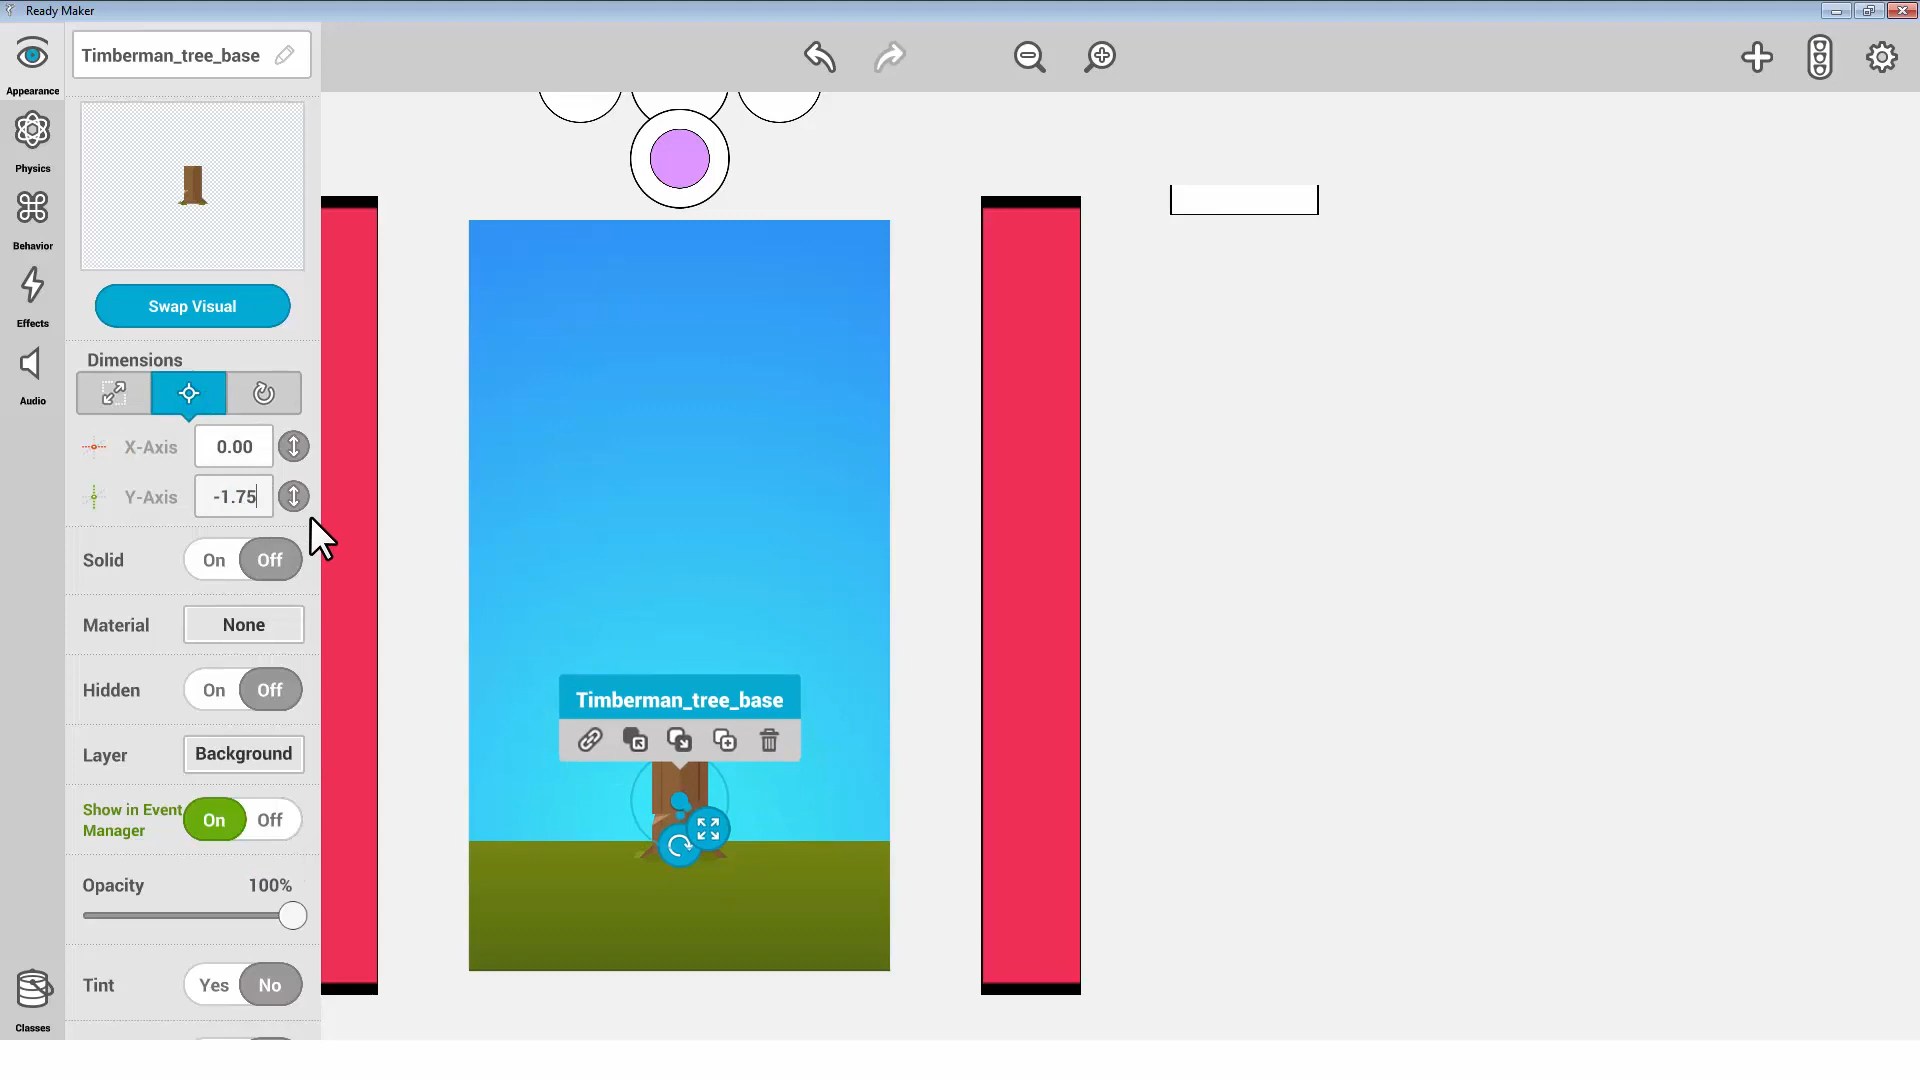 Ready Maker
Appearance
Timberman_tree_base
Physics
Behavior
Swap Visual
Effects
Dimensions
Audio
X-Axis 0.00
Y-Axis -1.75
Solid On Off
Material None
Hidden On Off
Timberman_tree_base
Layer Background
Show in Event
Manager On Off
Opacity 100%
Tint Yes No
Classes